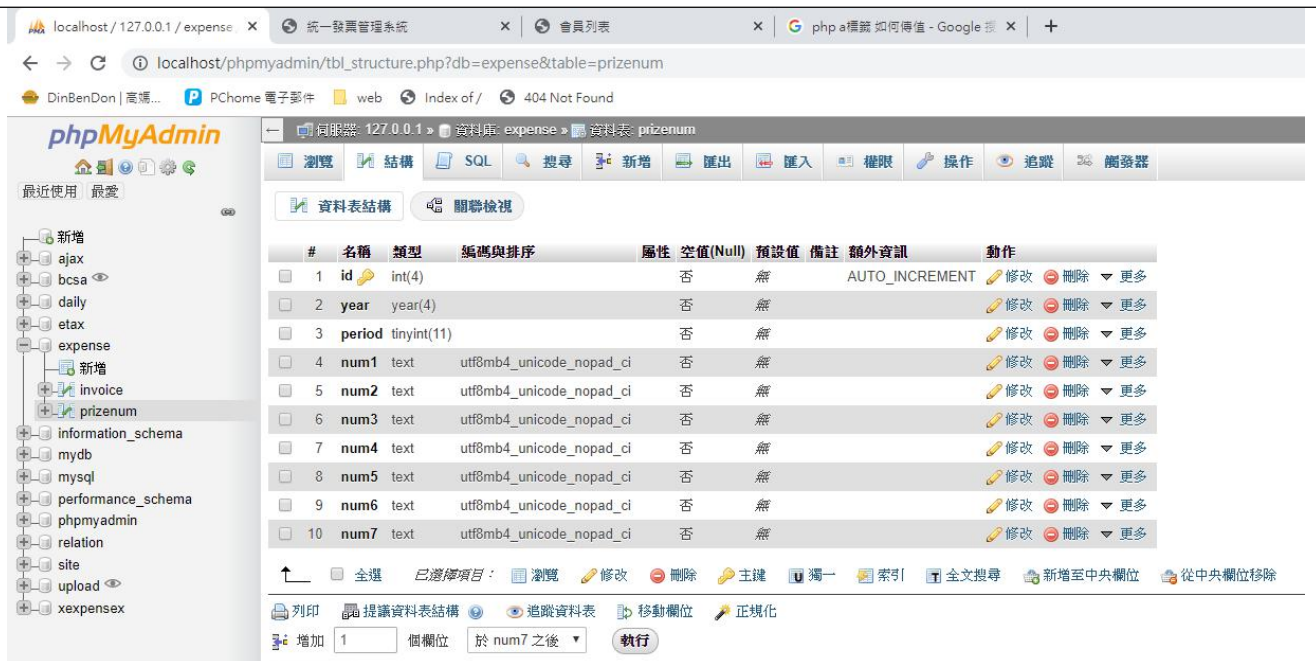 localhost / 127.0.0.1 / expense
統一發票管理系統
會員列表
php a標籤 如何傳值 - Google
localhost/phpmyadmin/tbl_structure.php?db=expense&table=prizenum
DinBenDon | 高媽... PChome 電子郵件 web Index of / 404 Not Found
phpMyAdmin
最近使用 最愛
新增
ajax
bcsa
daily
etax
expense
新增
invoice
prizenum
information_schema
mydb
mysql
performance_schema
phpmyadmin
relation
site
upload
xexpensex
伺服器: 127.0.0.1 » 資料庫: expense » 資料表: prizenum
瀏覽 結構 SQL 搜尋 新增 匯出 匯入 權限 操作 追蹤 觸發器
資料表結構 關聯檢視
# 名稱 類型 編碼與排序 屬性 空值(Null) 預設值 備註 額外資訊 動作
1 id int(4) 否 無 AUTO_INCREMENT 修改 刪除 更多
2 year year(4) 否 無 修改 刪除 更多
3 period tinyint(11) 否 無 修改 刪除 更多
4 num1 text utf8mb4_unicode_nopad_ci 否 無 修改 刪除 更多
5 num2 text utf8mb4_unicode_nopad_ci 否 無 修改 刪除 更多
6 num3 text utf8mb4_unicode_nopad_ci 否 無 修改 刪除 更多
7 num4 text utf8mb4_unicode_nopad_ci 否 無 修改 刪除 更多
8 num5 text utf8mb4_unicode_nopad_ci 否 無 修改 刪除 更多
9 num6 text utf8mb4_unicode_nopad_ci 否 無 修改 刪除 更多
10 num7 text utf8mb4_unicode_nopad_ci 否 無 修改 刪除 更多
全選 已選擇項目： 瀏覽 修改 刪除 主鍵 獨一 索引 全文搜尋 新增至中央欄位 從中央欄位移除
列印 提議資料表結構 追蹤資料表 移動欄位 正規化
增加 1 個欄位 於 num7 之後 執行